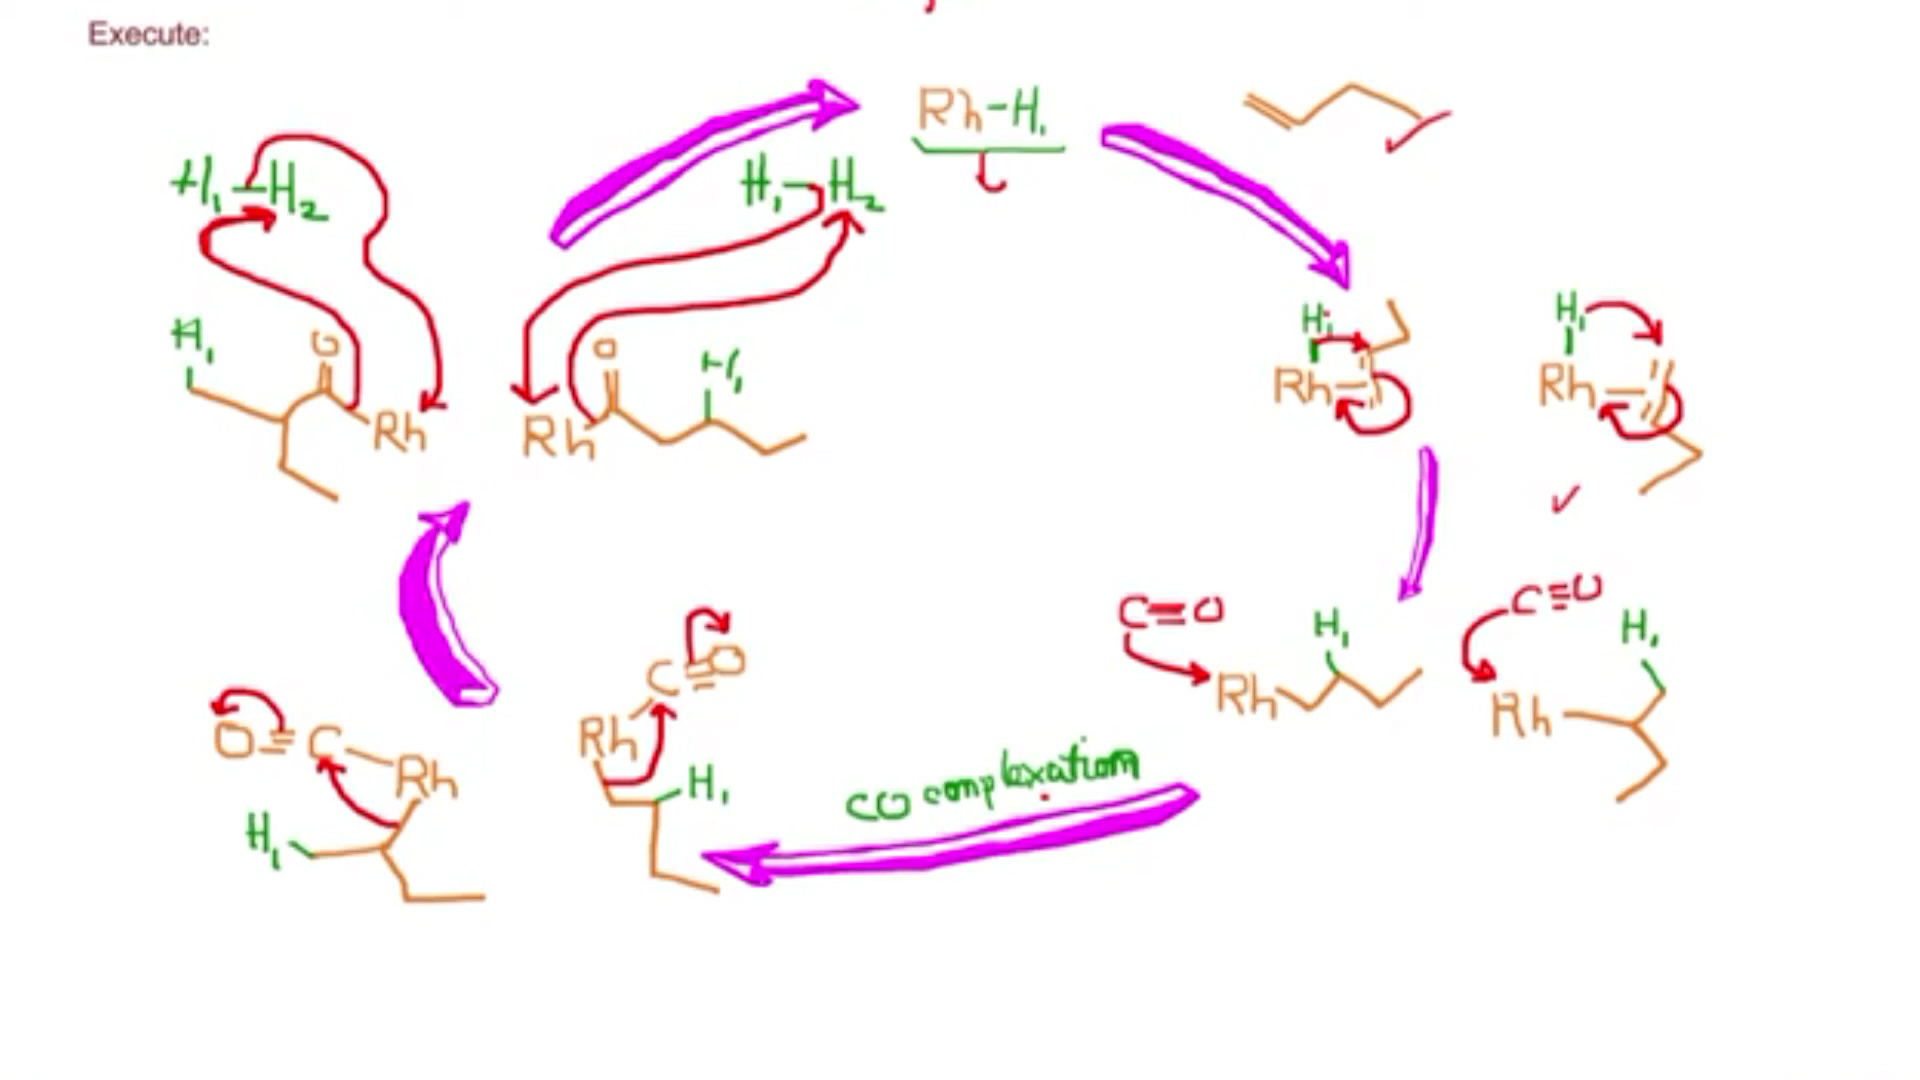 Execute:
Rh-H₁
H₁-H₂
H₁-H₂
H₁
O
Rh
O
H₁
Rh
H₁
Rh
H₁
Rh
C≡O
H₁
Rh
C≡O
H₁
Rh
CO complexation
C≡O
Rh
H₁
O≡C
Rh
H₁